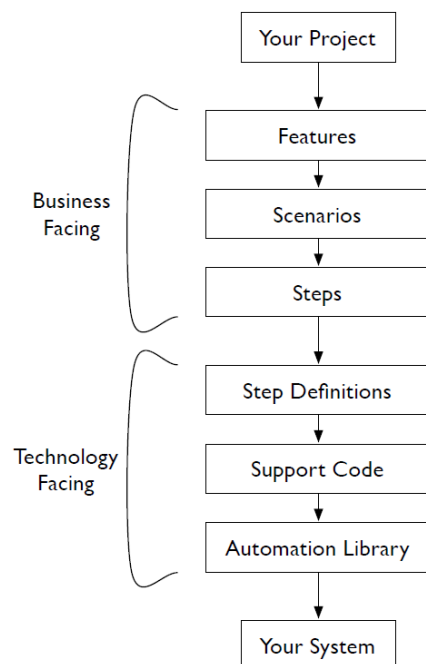 Your Project
Features
Business
Facing
Scenarios
Steps
Step Definitions
Technology
Facing
Support Code
Automation Library
Your System